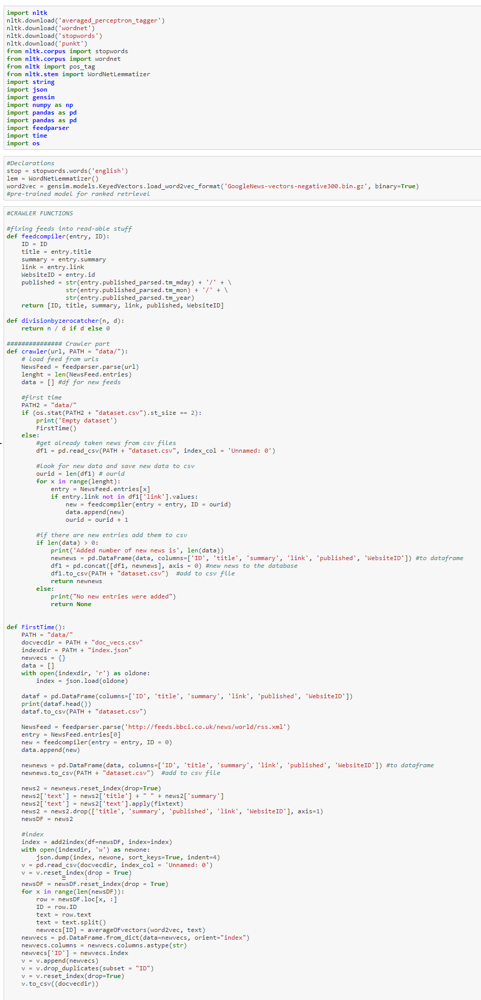 import nltk
nltk.download('averaged_perceptron_tagger')
nltk.download('wordnet')
nltk.download('stopwords')
nltk.download('punkt')
from nltk.corpus import stopwords
from nltk.corpus import wordnet
from nltk import pos_tag
from nltk.stem import WordNetLemmatizer
import string
import json
import gensim
import numpy as np
import pandas as pd
import pandas as pd
import feedparser
import time
import os
#Declarations
stop = stopwords.words('english')
lem = WordNetLemmatizer()
word2vec = gensim.models.KeyedVectors.load_word2vec_format('GoogleNews-vectors-negative300.bin.gz', binary=True)
#pre-trained model for ranked retrievel
#CRAWLER FUNCTIONS
#fixing feeds into read-able stuff
def feedcompiler(entry, ID):
    ID = ID
    title = entry.title
    summary = entry.summary
    link = entry.link
    WebsiteID = entry.id
    published = str(entry.published_parsed.tm_mday) + '/' + \
                str(entry.published_parsed.tm_mon) + '/' + \
                str(entry.published_parsed.tm_year)
    return [ID, title, summary, link, published, WebsiteID]
def divisionbyzerocatcher(n, d):
    return n / d if d else 0
############### Crawler part
def crawler(url, PATH = "data/"):
    # load feed from urls
    NewsFeed = feedparser.parse(url)
    lenght = len(NewsFeed.entries)
    data = [] #df for new feeds
    #first time
    PATH2 = "data/"
    if (os.stat(PATH2 + "dataset.csv").st_size == 2):
        print('Empty dataset')
        FirstTime()
    else:
        #get already taken news from csv files
        df1 = pd.read_csv(PATH + "dataset.csv", index_col = 'Unnamed: 0')
        #look for new data and save new data to csv
        ourid = len(df1) # ourid
        for x in range(lenght):
            entry = NewsFeed.entries[x]
            if entry.link not in df1['link'].values:
                new = feedcompiler(entry = entry, ID = ourid)
                data.append(new)
                ourid = ourid + 1
        #if there are new entries add them to csv
        if len(data) > 0:
            print('Added number of new news is', len(data))
            newnews = pd.DataFrame(data, columns=['ID', 'title', 'summary', 'link', 'published', 'WebsiteID']) #to dataframe
            df1 = pd.concat([df1, newnews], axis = 0) #new news to the database
            df1.to_csv(PATH + "dataset.csv")  #add to csv file
            return newnews
        else:
            print("No new entries were added")
            return None
def FirstTime():
    PATH = "data/"
    docvecdir = PATH + "doc_vecs.csv"
    indexdir = PATH + "index.json"
    newvecs = {}
    data = []
    with open(indexdir, 'r') as oldone:
        index = json.load(oldone)
    dataf = pd.DataFrame(columns=['ID', 'title', 'summary', 'link', 'published', 'WebsiteID'])
    print(dataf.head())
    dataf.to_csv(PATH + "dataset.csv")
    NewsFeed = feedparser.parse('http://feeds.bbci.co.uk/news/world/rss.xml')
    entry = NewsFeed.entries[0]
    new = feedcompiler(entry = entry, ID = 0)
    data.append(new)
    newnews = pd.DataFrame(data, columns=['ID', 'title', 'summary', 'link', 'published', 'WebsiteID']) #to dataframe
    newnews.to_csv(PATH + "dataset.csv")  #add to csv file
    news2 = newnews.reset_index(drop=True)
    news2['text'] = news2['title'] + " " + news2['summary']
    news2['text'] = news2['text'].apply(fixtext)
    news2 = news2.drop(['title', 'summary', 'published', 'link', 'WebsiteID'], axis=1)
    newsDF = news2
    #index
    index = add2index(df=newsDF, index=index)
    with open(indexdir, 'w') as newone:
        json.dump(index, newone, sort_keys=True, indent=4)
    v = pd.read_csv(docvecdir, index_col = 'Unnamed: 0')
    v = v.reset_index(drop = True)
    newsDF = newsDF.reset_index(drop = True)
    for x in range(len(newsDF)):
        row = newsDF.loc[x, :]
        ID = row.ID
        text = row.text
        text = text.split()
        newvecs[ID] = averageOFvectors(word2vec, text)
    newvecs = pd.DataFrame.from_dict(data=newvecs, orient="index")
    newvecs.columns = newvecs.columns.astype(str)
    newvecs['ID'] = newvecs.index
    v = v.append(newvecs)
    v = v.drop_duplicates(subset = "ID")
    v = v.reset_index(drop=True)
    v.to_csv((docvecdir))